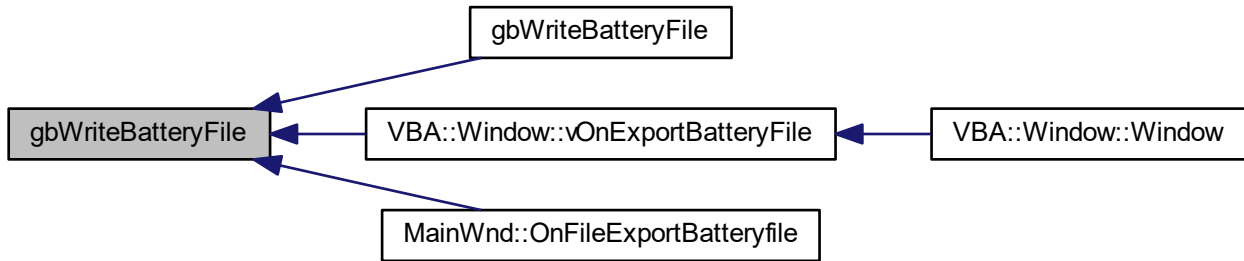 gbWriteBatteryFile
gbWriteBatteryFile
VBA::Window::vOnExportBatteryFile
VBA::Window::Window
MainWnd::OnFileExportBatteryfile